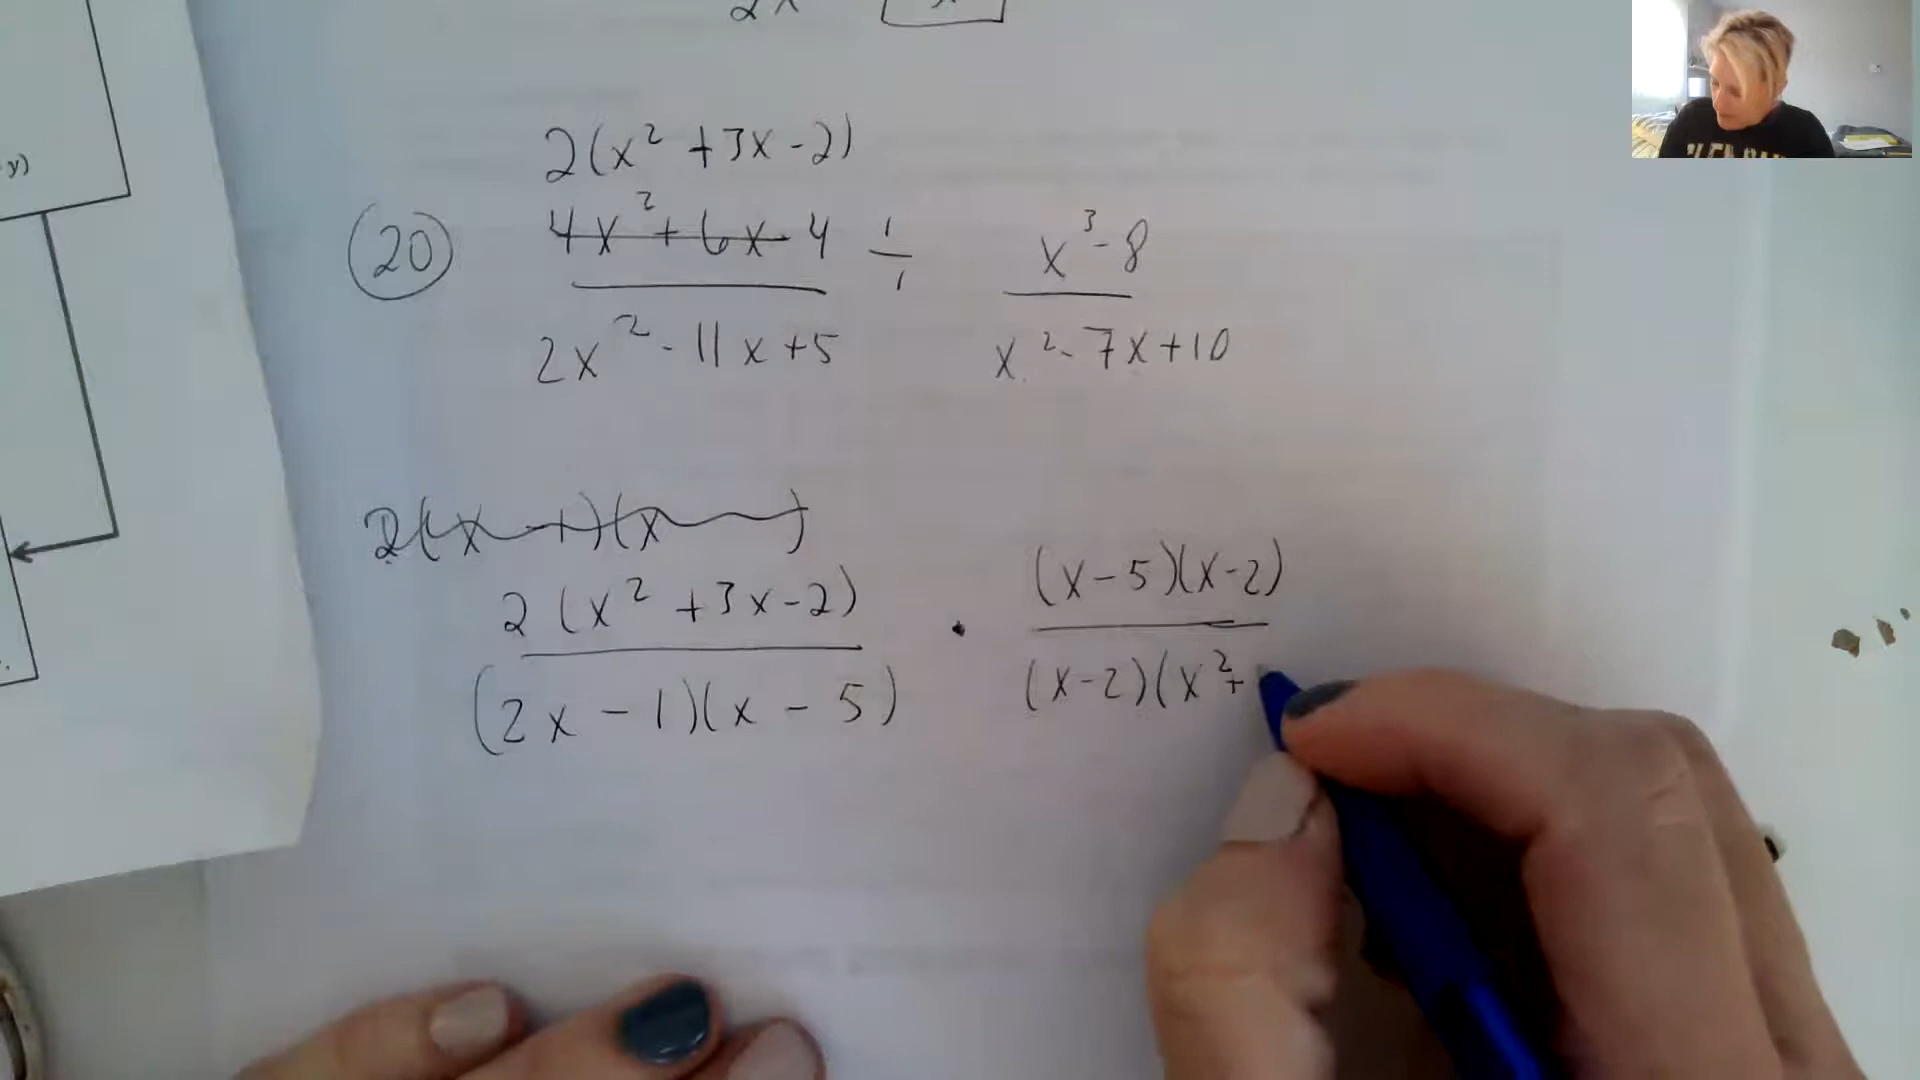 2x
y)
2(x² + 3x - 2)
20 4x² + 6x - 4 ÷ x³ - 8
2x² - 11x + 5 x² - 7x + 10
2(x - 1)(x )
2(x² + 3x - 2) · (x - 5)(x - 2)
(2x - 1)(x - 5) (x - 2)(x² +